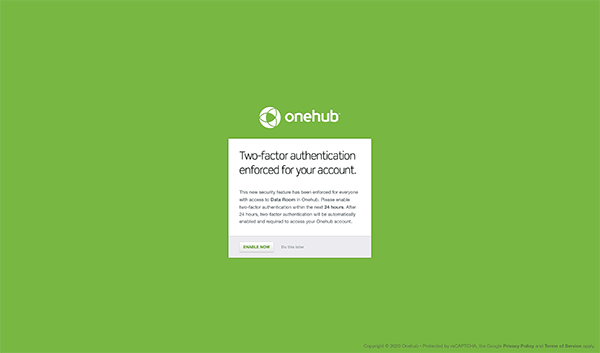 onehub
Two-factor authentication
enforced for your account.
This new security feature has been enforced for everyone
with access to Data Room in Onehub. Please enable
two-factor authentication within the next 24 hours. After
24 hours, two-factor authentication will be automatically
enabled and required to access your Onehub account.
ENABLE NOW Do this later
Copyright © 2020 Onehub • Protected by reCAPTCHA, the Google Privacy Policy and Terms of Service apply.